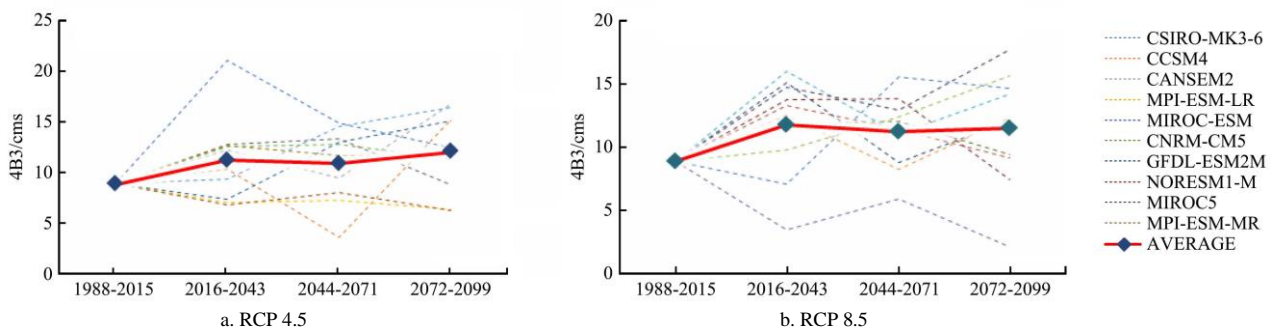 25
20
15
10
5
0
4B3/cms
1988-2015 2016-2043 2044-2071 2072-2099
a. RCP 4.5
20
15
10
5
0
4B3/cms
1988-2015 2016-2043 2044-2071 2072-2099
b. RCP 8.5
CSIRO-MK3-6
CCSM4
CANSEM2
MPI-ESM-LR
MIROC-ESM
CNRM-CM5
GFDL-ESM2M
NORESM1-M
MIROC5
MPI-ESM-MR
AVERAGE